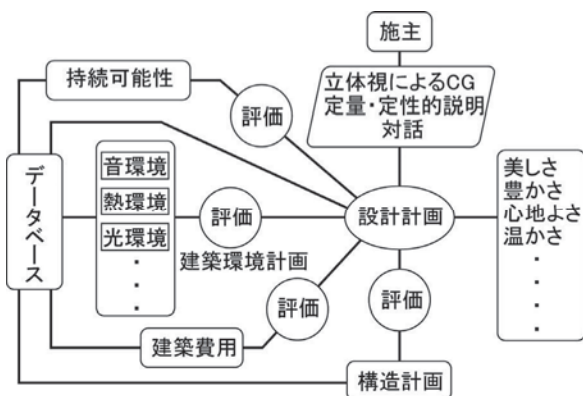 施主
立体視によるCG
定量・定性的説明
対話
持続可能性
評価
データベース
音環境
熱環境
光環境
・
・
・
評価
建築環境計画
設計計画
美しさ
豊かさ
心地よさ
温かさ
・
・
・
・
評価
評価
建築費用
構造計画